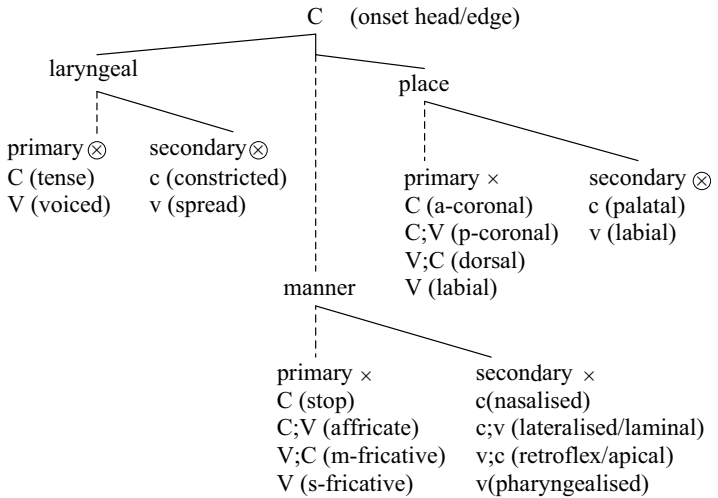 C (onset head/edge)
laryngeal
place
primary ⊗ secondary ⊗
C (tense) c (constricted)
V (voiced) v (spread)
primary × secondary ⊗
C (a-coronal) c (palatal)
C;V (p-coronal) v (labial)
V;C (dorsal)
V (labial)
manner
primary × secondary ×
C (stop) c(nasalised)
C;V (affricate) c;v (lateralised/laminal)
V;C (m-fricative) v;c (retroflex/apical)
V (s-fricative) v(pharyngealised)